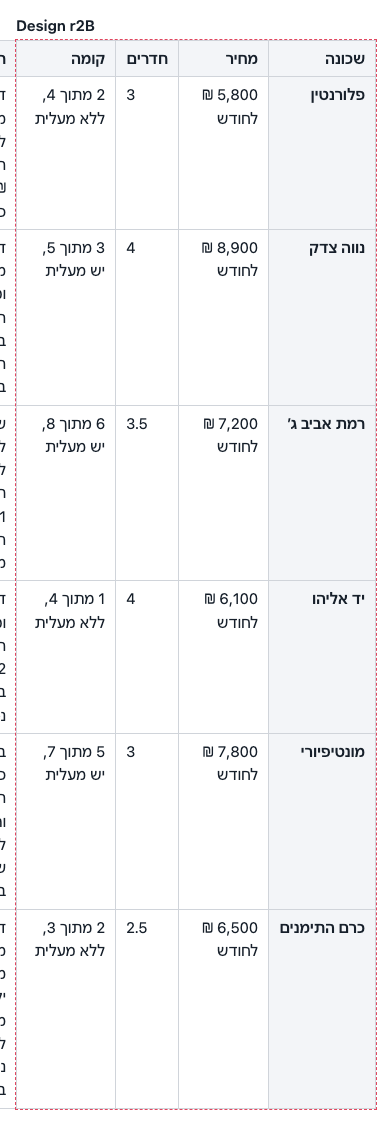 Design r2B
שכונה מחיר חדרים קומה
פלורנטין 5,800 ₪ 3 2 מתוך 4,
לחודש ללא מעלית
נווה צדק 8,900 ₪ 4 3 מתוך 5,
לחודש יש מעלית
רמת אביב ג׳ 7,200 ₪ 3.5 6 מתוך 8,
לחודש יש מעלית
יד אליהו 6,100 ₪ 4 1 מתוך 4,
לחודש ללא מעלית
מונטיפיורי 7,800 ₪ 3 5 מתוך 7,
לחודש יש מעלית
כרם התימנים 6,500 ₪ 2.5 2 מתוך 3,
לחודש ללא מעלית